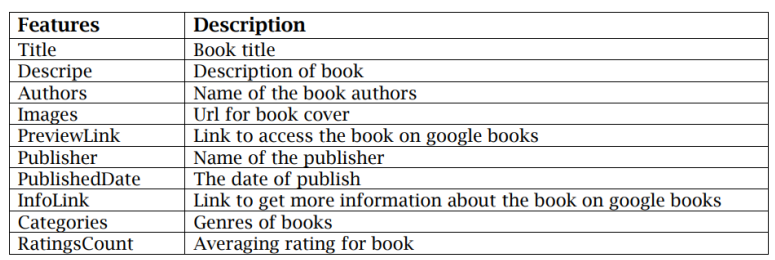 Features Description
Title Book title
Descripe Description of book
Authors Name of the book authors
Images Url for book cover
PreviewLink Link to access the book on google books
Publisher Name of the publisher
PublishedDate The date of publish
InfoLink Link to get more information about the book on google books
Categories Genres of books
RatingsCount Averaging rating for book